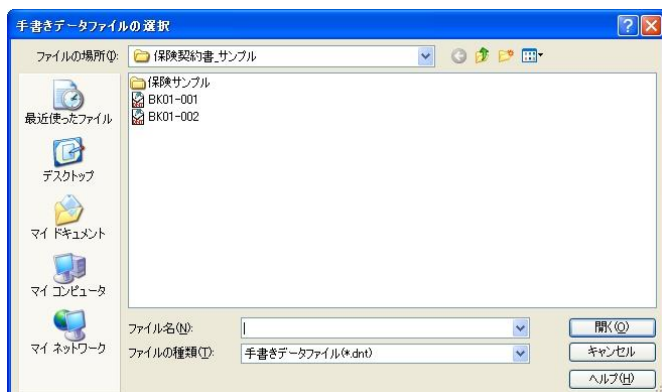 手書きデータファイルの選択
ファイルの場所(I):
保険契約書_サンプル
最近使ったファイル
デスクトップ
マイ ドキュメント
マイ コンピュータ
マイ ネットワーク
保険サンプル
BK01-001
BK01-002
ファイル名(N):
開く(O)
ファイルの種類(T):
手書きデータファイル(*.dnt)
キャンセル
ヘルプ(H)